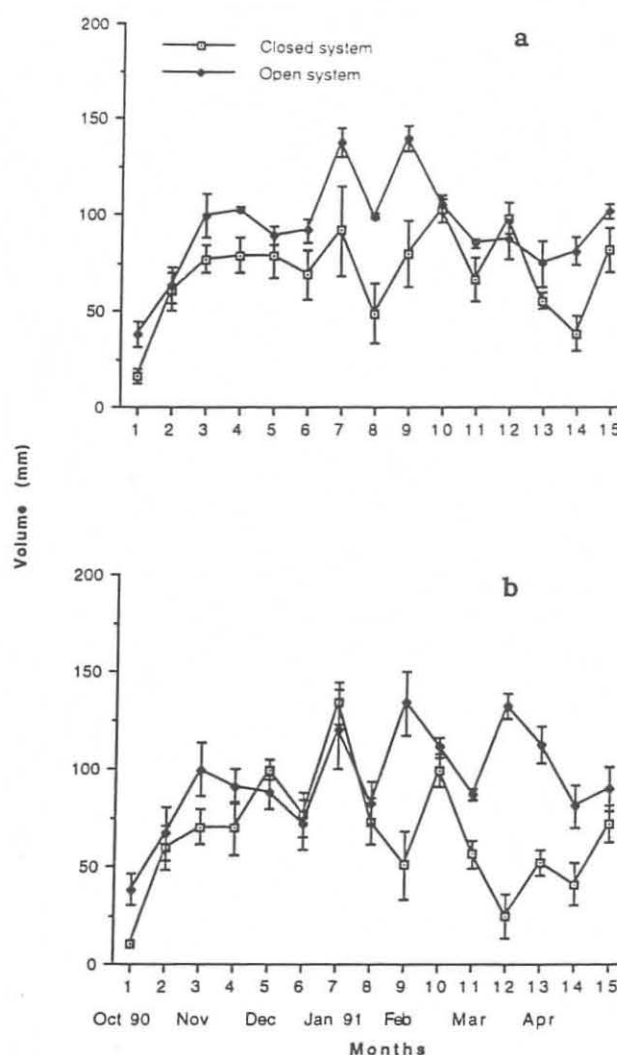 a
Closed system
Open system
200
150
100
50
0
1 2 3 4 5 6 7 8 9 10 11 12 13 14 15
Volume (mm)
b
200
150
100
50
0
1 2 3 4 5 6 7 8 9 10 11 12 13 14 15
Oct 90 Nov Dec Jan 91 Feb Mar Apr
Months